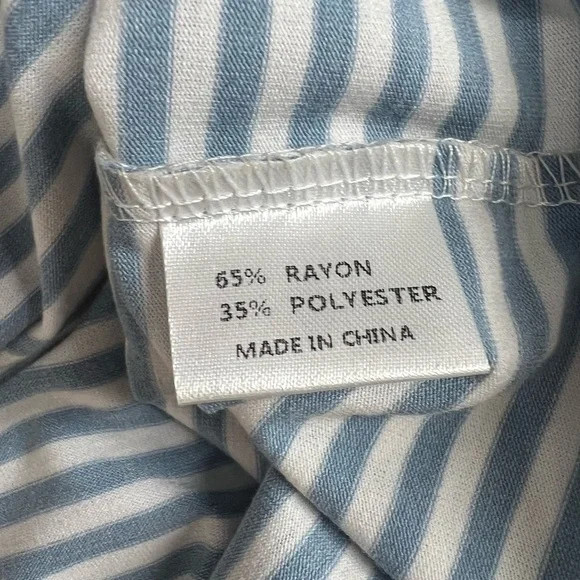 65% RAYON
35% POLYESTER
MADE IN CHINA